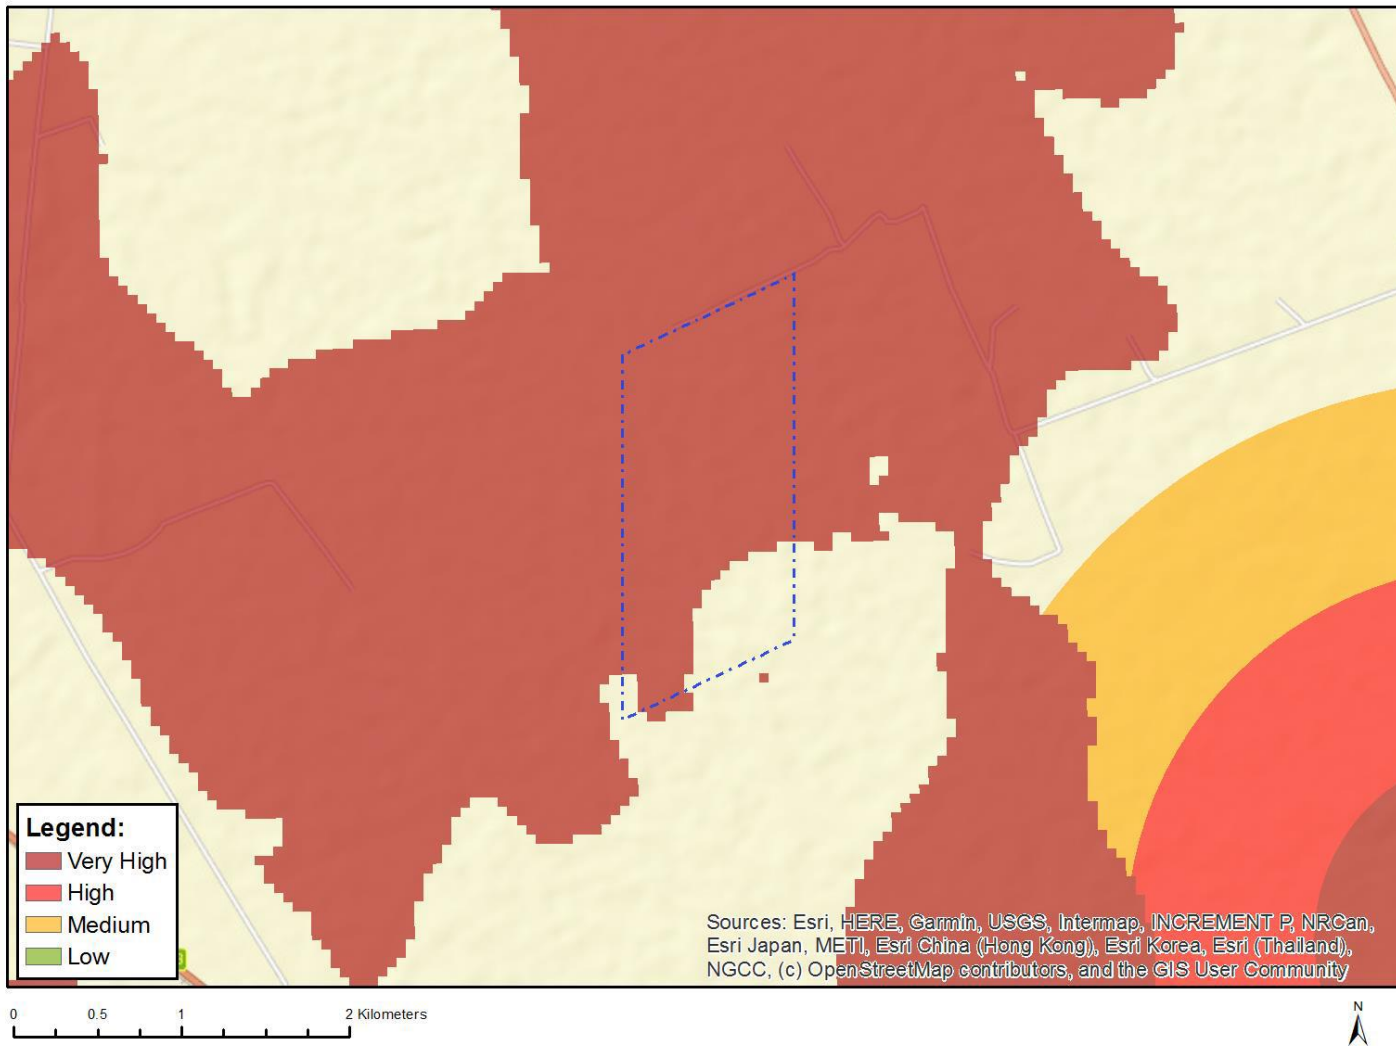 Legend:
Very High
High
Medium
Low
Sources: Esri, HERE, Garmin, USGS, Intermap, INCREMENT P, NRCan,
Esri Japan, METI, Esri China (Hong Kong), Esri Korea, Esri (Thailand),
NGCC, (c) OpenStreetMap contributors, and the GIS User Community
0 0.5 1 2 Kilometers
N